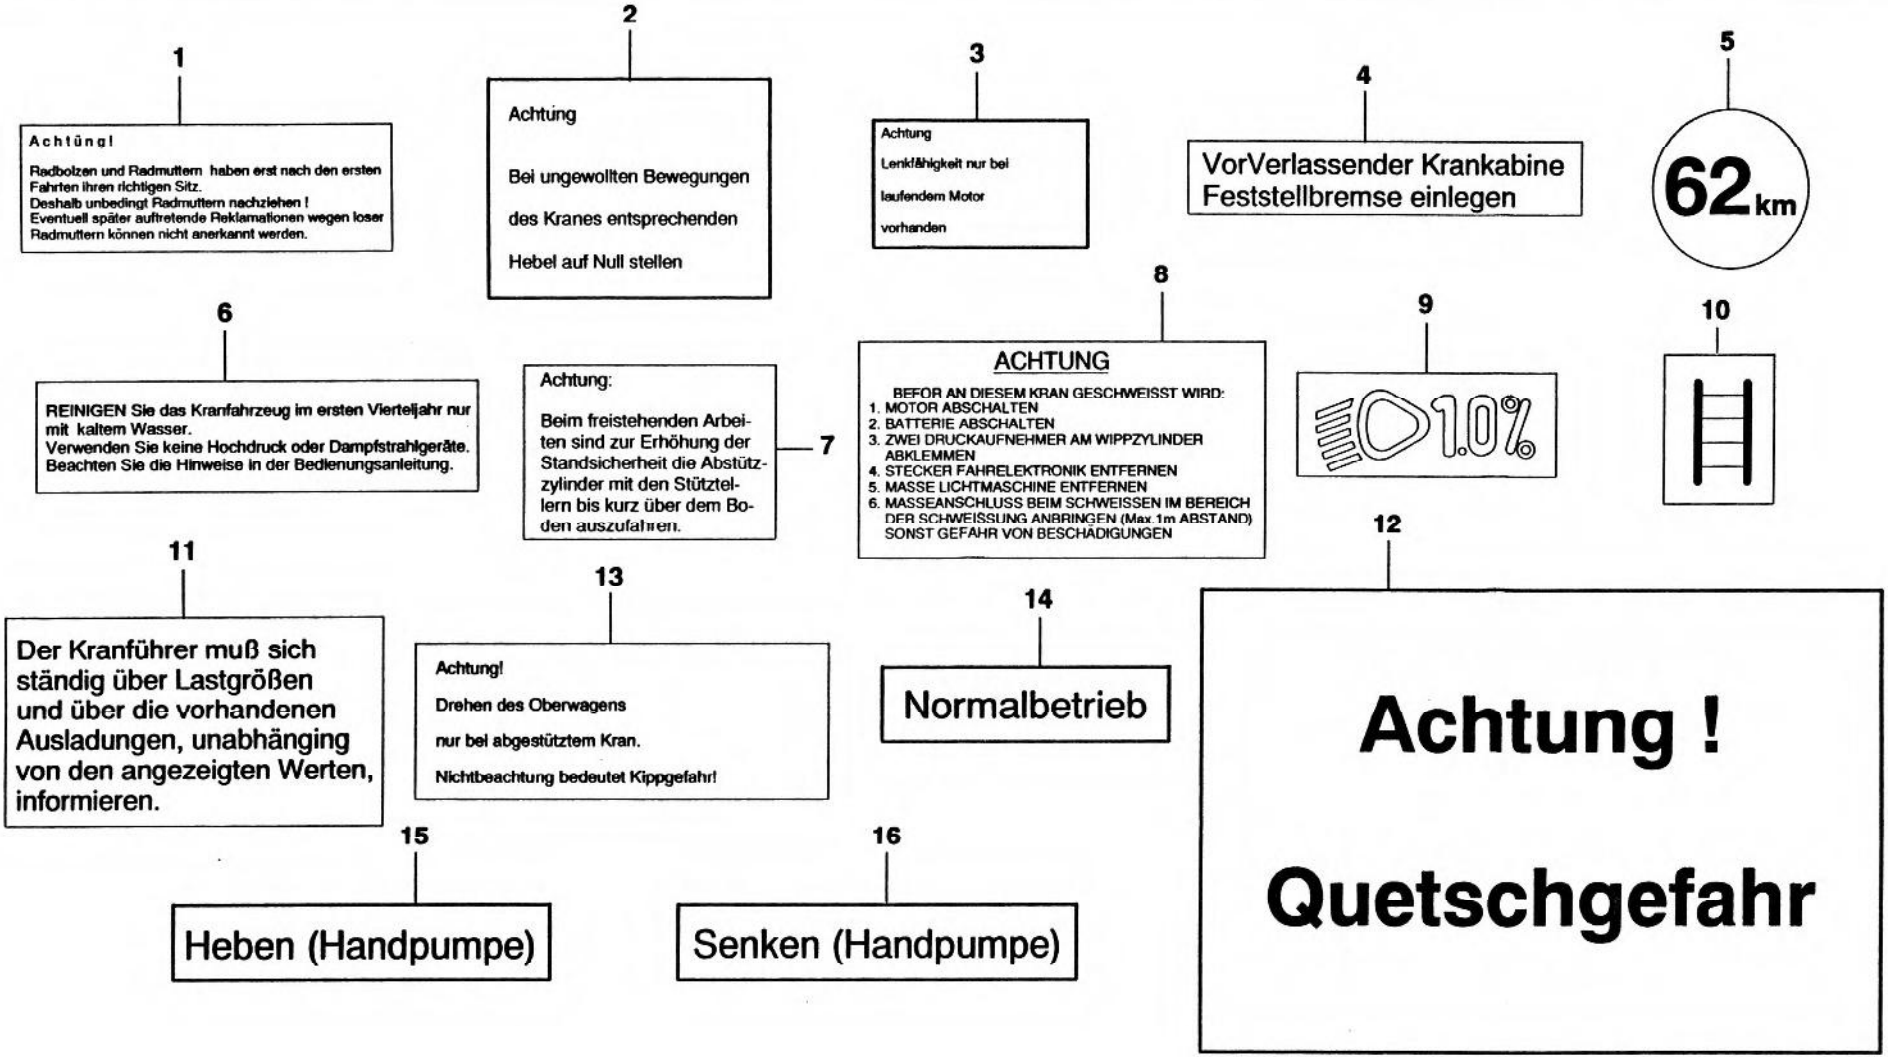 1
Achtüng!
Radbolzen und Radmuttern haben erst nach den ersten
Fahrten ihren richtigen Sitz.
Deshalb unbedingt Radmuttern nachziehen !
Eventuell später auftretende Reklamationen wegen loser
Radmuttern können nicht anerkannt werden.
2
Achtung
Bei ungewollten Bewegungen
des Kranes entsprechenden
Hebel auf Null stellen
3
Achtung
Lenkfähigkeit nur bei
laufendem Motor
vorhanden
4
VorVerlassender Krankabine
Feststellbremse einlegen
5
62 km
6
REINIGEN Sie das Kranfahrzeug im ersten Vierteljahr nur
mit kaltem Wasser.
Verwenden Sie keine Hochdruck oder Dampfstrahlgeräte.
Beachten Sie die Hinweise in der Bedienungsanleitung.
Achtung:
Beim freistehenden Arbei-
ten sind zur Erhöhung der
Standsicherheit die Abstütz-
zylinder mit den Stütztel-
lern bis kurz über dem Bo-
den auszufahren.
7
8
ACHTUNG
BEFOR AN DIESEM KRAN GESCHWEISST WIRD:
1. MOTOR ABSCHALTEN
2. BATTERIE ABSCHALTEN
3. ZWEI DRUCKAUFNEHMER AM WIPPZYLINDER
ABKLEMMEN
4. STECKER FAHRELEKTRONIK ENTFERNEN
5. MASSE LICHTMASCHINE ENTFERNEN
6. MASSEANSCHLUSS BEIM SCHWEISSEN IM BEREICH
DER SCHWEISSUNG ANBRINGEN (Max.1m ABSTAND)
SONST GEFAHR VON BESCHÄDIGUNGEN
9
1.0%
10
11
Der Kranführer muß sich
ständig über Lastgrößen
und über die vorhandenen
Ausladungen, unabhänging
von den angezeigten Werten,
informieren.
13
Achtung!
Drehen des Oberwagens
nur bei abgestütztem Kran.
Nichtbeachtung bedeutet Kippgefahr!
14
Normalbetrieb
12
Achtung !
Quetschgefahr
15
Heben (Handpumpe)
16
Senken (Handpumpe)